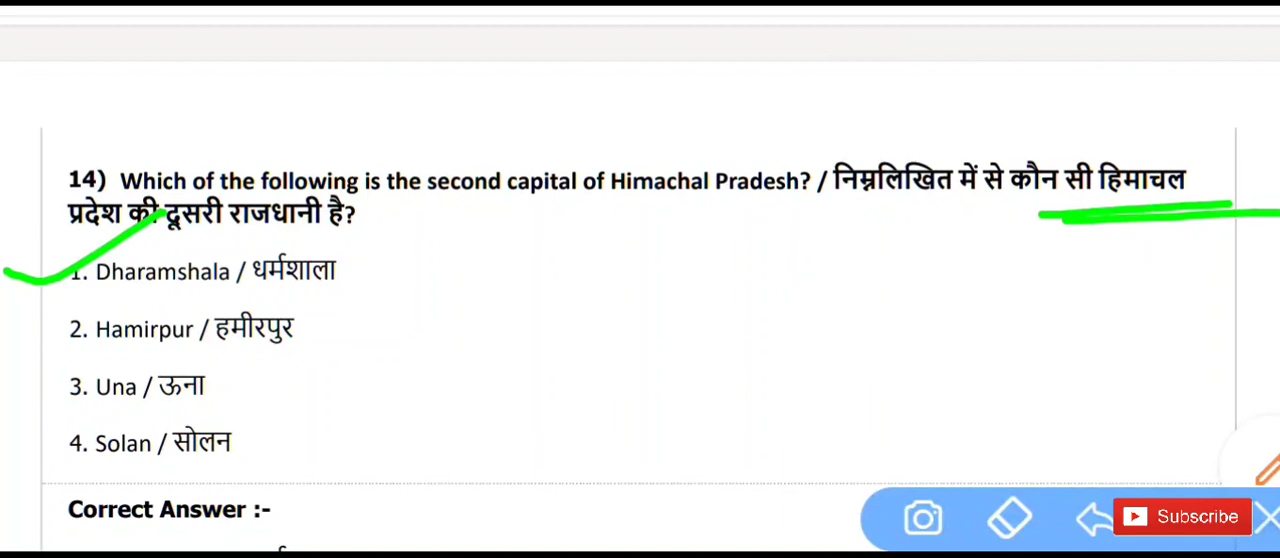 14) Which of the following is the second capital of Himachal Pradesh? / निम्नलिखित में से कौन सी हिमाचल
प्रदेश की दूसरी राजधानी है?
1. Dharamshala / धर्मशाला
2. Hamirpur / हमीरपुर
3. Una / ऊना
4. Solan / सोलन
Correct Answer :-
Subscribe